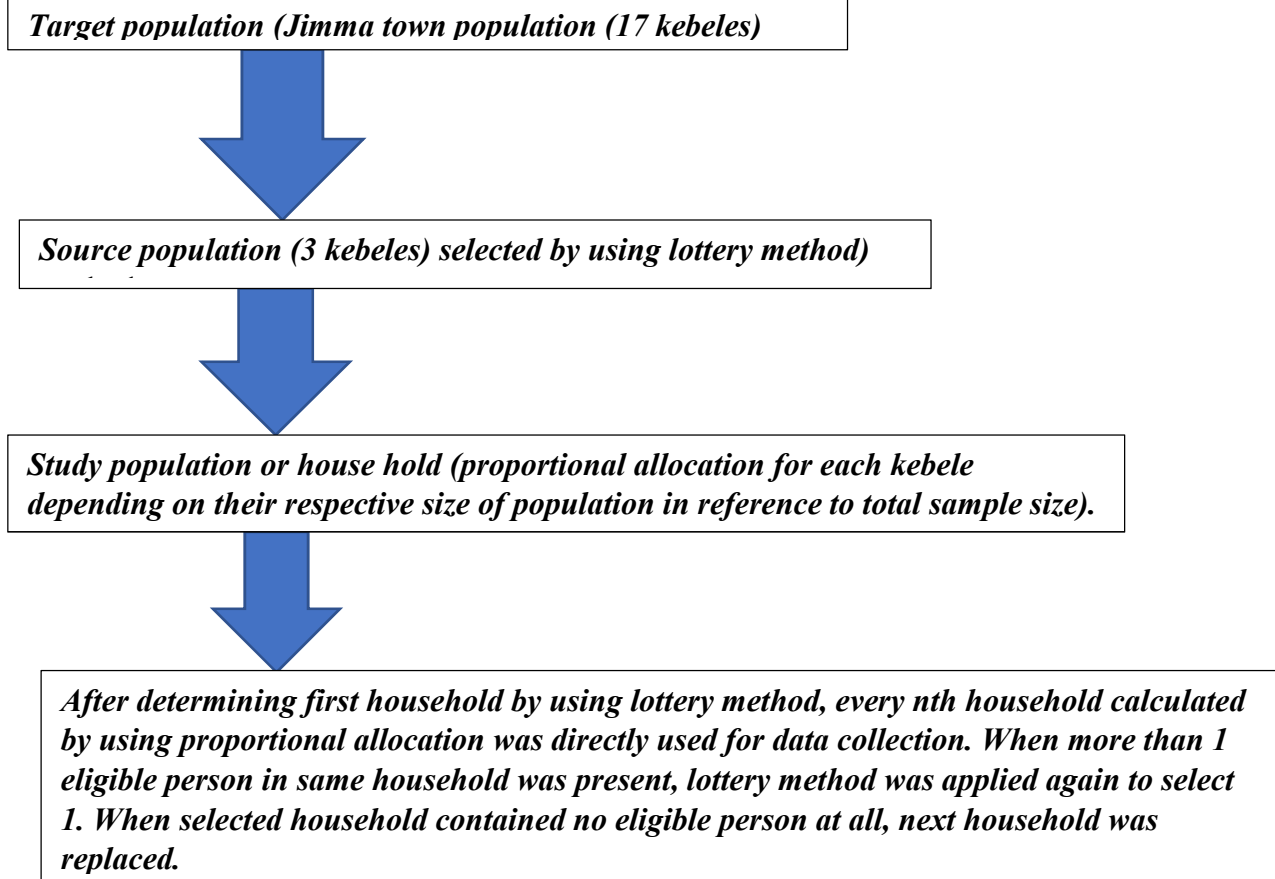 Target population (Jimma town population (17 kebeles)
Source population (3 kebeles) selected by using lottery method)
Study population or house hold (proportional allocation for each kebele
depending on their respective size of population in reference to total sample size).
After determining first household by using lottery method, every nth household calculated
by using proportional allocation was directly used for data collection. When more than 1
eligible person in same household was present, lottery method was applied again to select
1. When selected household contained no eligible person at all, next household was
replaced.